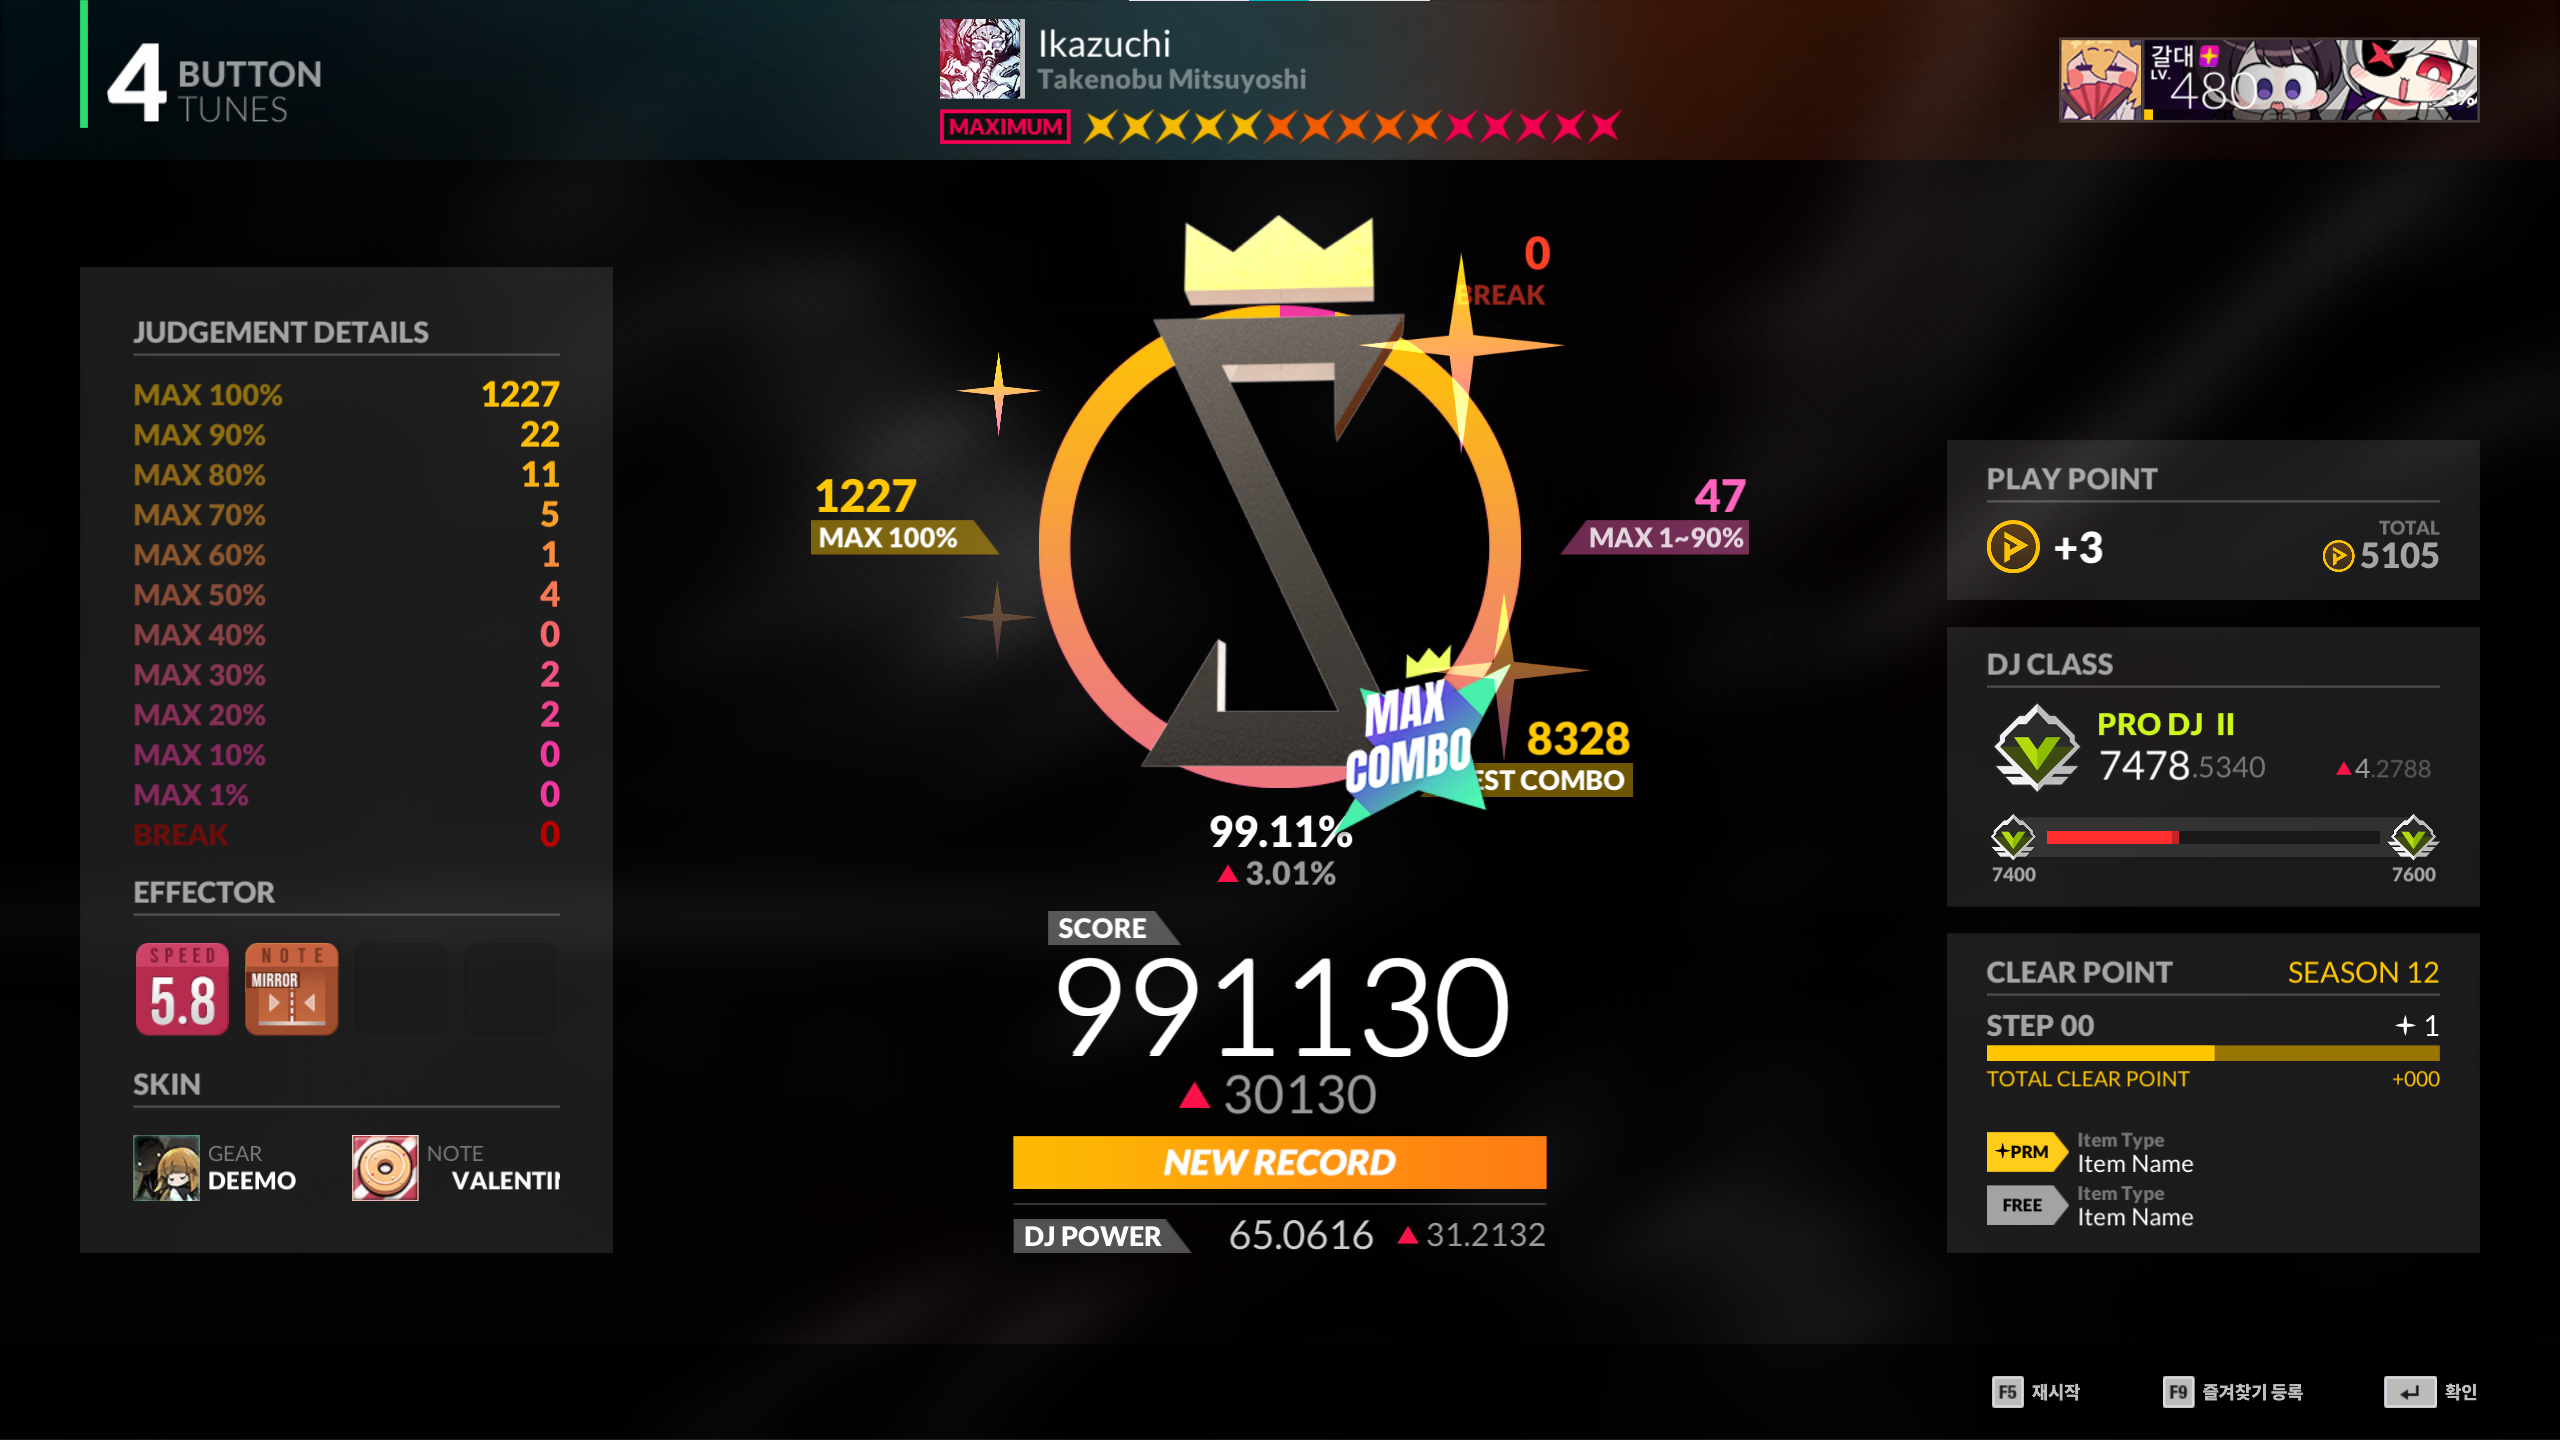 4 BUTTON
TUNES
Ikazuchi
Takenobu Mitsuyoshi
MAXIMUM
갈대
LV. 480
3%
JUDGEMENT DETAILS
MAX 100% 1227
MAX 90% 22
MAX 80% 11
MAX 70% 5
MAX 60% 1
MAX 50% 4
MAX 40% 0
MAX 30% 2
MAX 20% 2
MAX 10% 0
MAX 1% 0
BREAK 0
EFFECTOR
SPEED
5.8
NOTE
MIRROR
SKIN
GEAR
DEEMO
NOTE
VALENTIN
0
BREAK
1227
MAX 100%
47
MAX 1~90%
MAX
COMBO
8328
EST COMBO
99.11%
3.01%
SCORE
991130
30130
NEW RECORD
DJ POWER 65.0616 31.2132
PLAY POINT
+3
TOTAL
5105
DJ CLASS
PRO DJ II
7478.5340 4.2788
7400 7600
CLEAR POINT SEASON 12
STEP 00 1
TOTAL CLEAR POINT +000
PRM
Item Type
Item Name
FREE
Item Type
Item Name
F5 재시작 F9 즐겨찾기 등록 확인